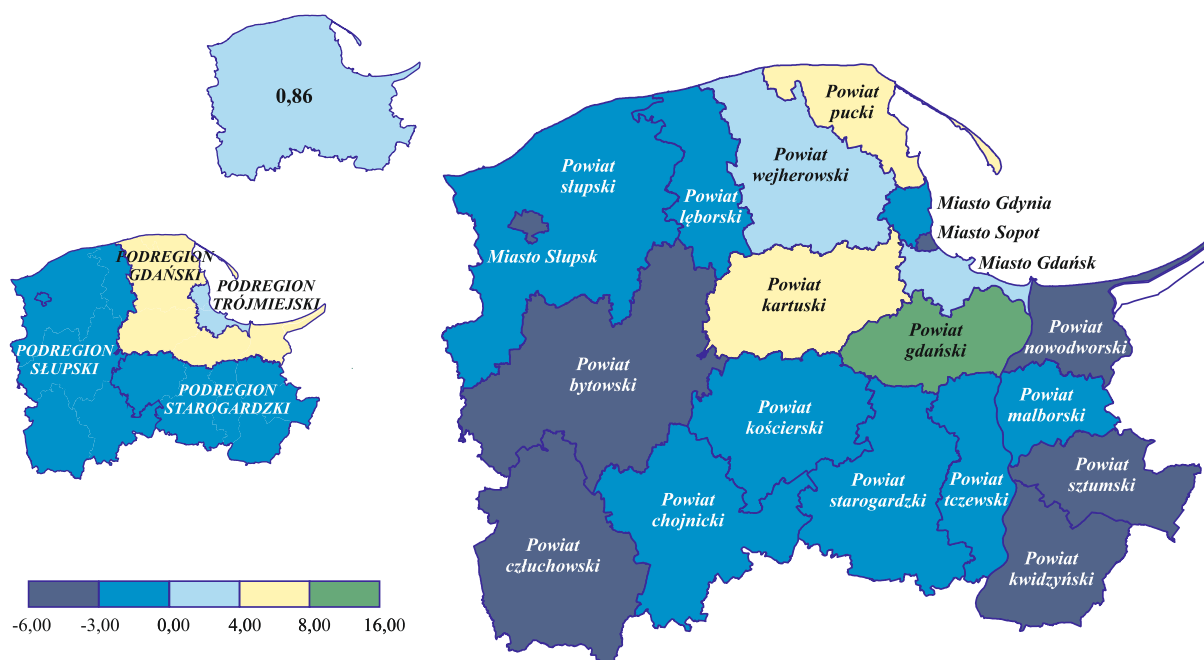 0,86
PODREGION
GDAŃSKI
PODREGION
TRÓJMIEJSKI
PODREGION
SŁUPSKI
PODREGION
STAROGARDZKI
-6,00 -3,00 0,00 4,00 8,00 16,00
Powiat
pucki
Powiat
wejherowski
Powiat
słupski
Powiat
lęborski
Miasto Gdynia
Miasto Sopot
Miasto Słupsk
Miasto Gdańsk
Powiat
kartuski
Powiat
gdański
Powiat
nowodworski
Powiat
bytowski
Powiat
malborski
Powiat
kościerski
Powiat
sztumski
Powiat
chojnicki
Powiat
starogardzki
Powiat
tczewski
Powiat
człuchowski
Powiat
kwidzyński